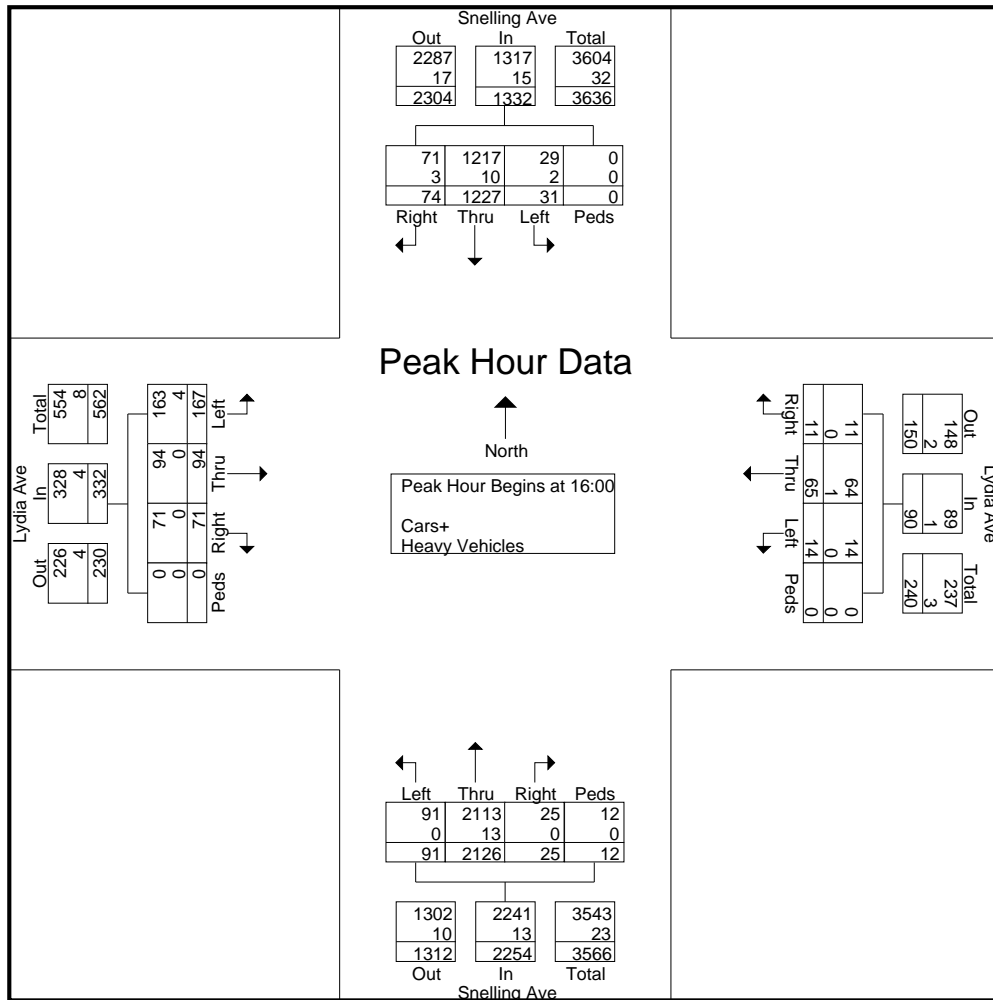 Snelling Ave
Out In Total
2287 1317 3604
17 15 32
2304 1332 3636
71 1217 29 0
3 10 2 0
74 1227 31 0
Right Thru Left Peds
Peak Hour Data
North
Peak Hour Begins at 16:00
Cars+
Heavy Vehicles
Lydia Ave
Out In Total
226 328 554
4 4 8
230 332 562
163 94 71 0
4 0 0 0
167 94 71 0
Left Thru Right Peds
Lydia Ave
Out In Total
148 89 237
2 1 3
150 90 240
11 64 14 0
0 1 0 0
11 65 14 0
Right Thru Left Peds
Left Thru Right Peds
91 2113 25 12
0 13 0 0
91 2126 25 12
1302 2241 3543
10 13 23
1312 2254 3566
Out In Total
Snelling Ave